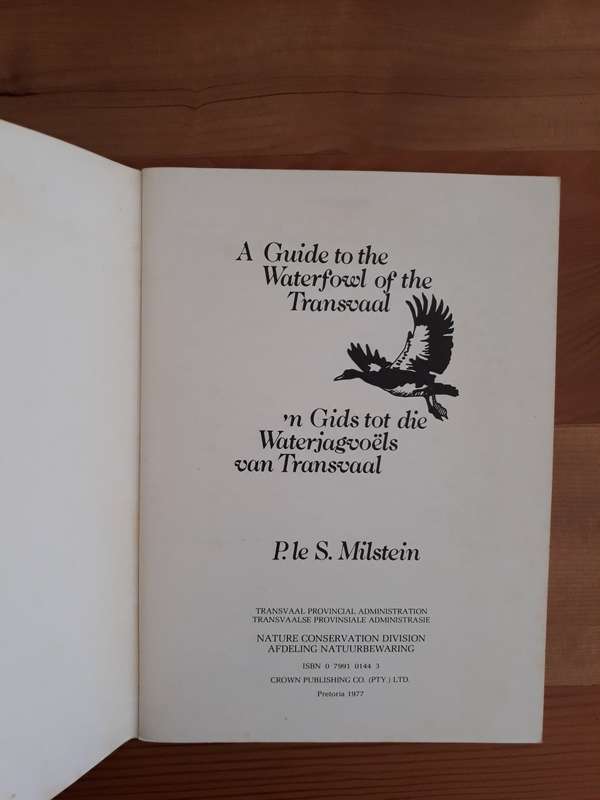 A Guide to the
Waterfowl of the
Transvaal
'n Gids tot die
Waterjagvoëls
van Transvaal
P. le S. Milstein
TRANSVAAL PROVINCIAL ADMINISTRATION
TRANSVAALSE PROVINSIALE ADMINISTRASIE
NATURE CONSERVATION DIVISION
AFDELING NATUURBEWARING
ISBN 0 7991 0144 3
CROWN PUBLISHING CO. (PTY.) LTD.
Pretoria 1977